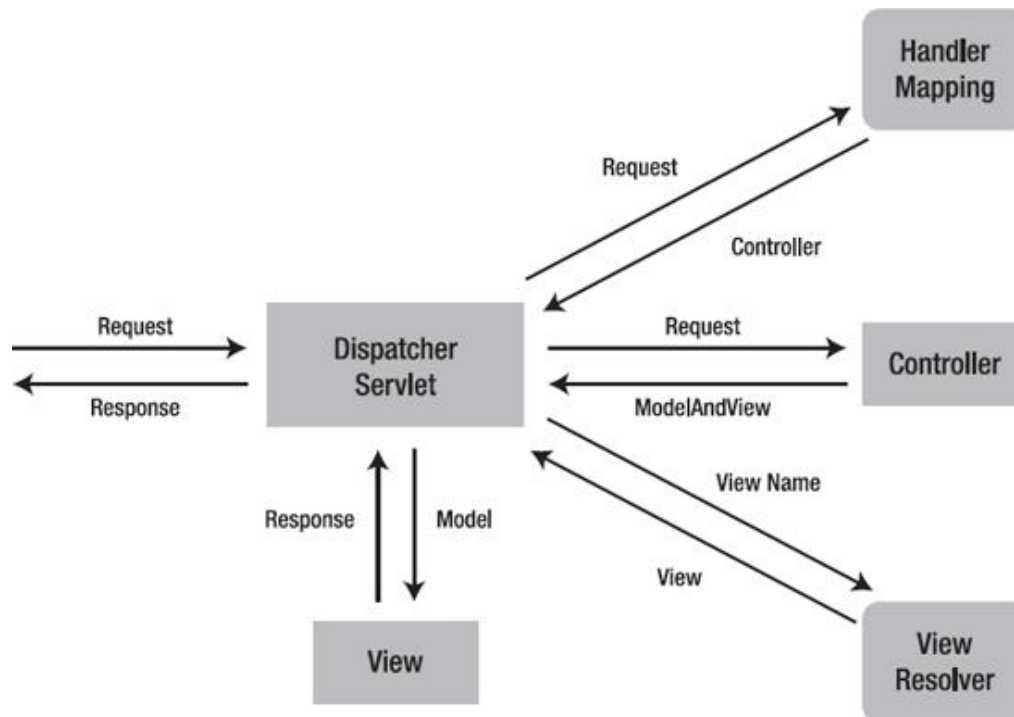 Handler
Mapping
Request
Controller
Request
Response
Dispatcher
Servlet
Request
ModelAndView
Controller
View Name
View
Response
Model
View
View
Resolver